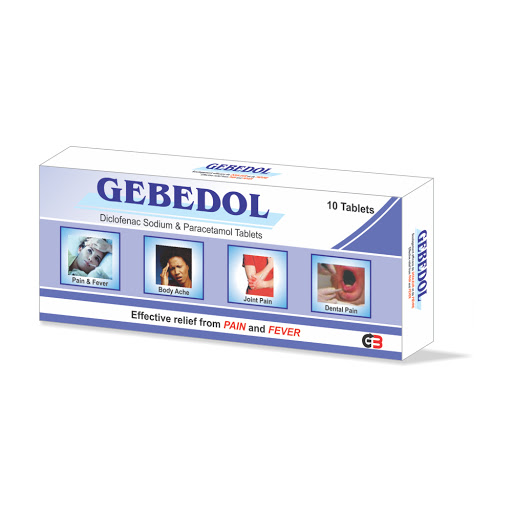 GEBEDOL
GEBEDOL
10 Tablets
Diclofenac Sodium & Paracetamol Tablets
Pain & Fever
Body Ache
Joint Pain
Dental Pain
Effective relief from PAIN and FEVER
GEBEDOL